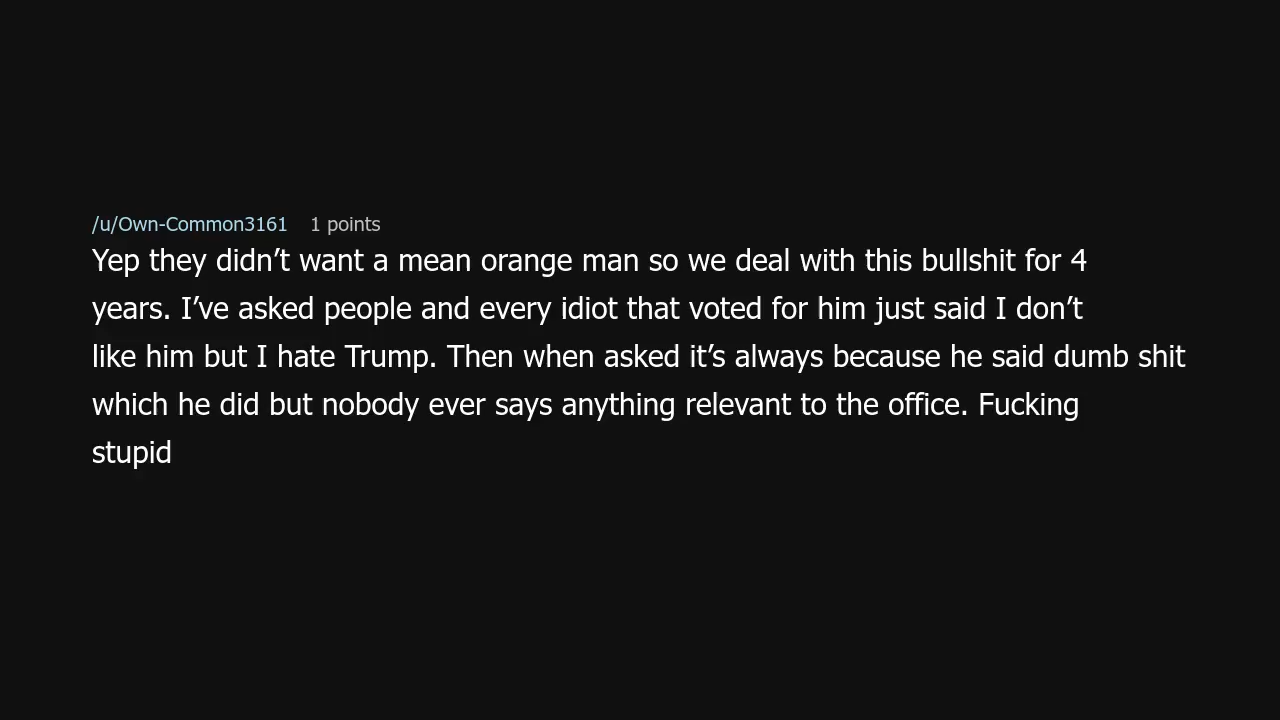 /u/Own-Common3161 1 points
Yep they didn’t want a mean orange man so we deal with this bullshit for 4
years. I’ve asked people and every idiot that voted for him just said I don’t
like him but I hate Trump. Then when asked it’s always because he said dumb shit
which he did but nobody ever says anything relevant to the office. Fucking
stupid